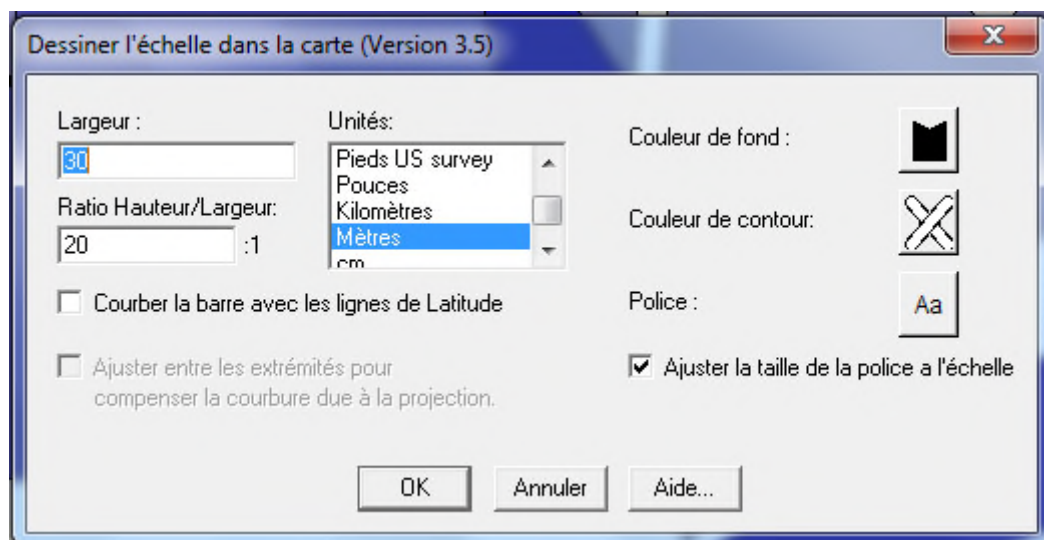 Dessiner l'échelle dans la carte (Version 3.5)
Largeur :
30
Ratio Hauteur/Largeur:
20 :1
Unités:
Pieds US survey
Pouces
Kilomètres
Mètres
cm
Couleur de fond :
Couleur de contour:
Police :
Aa
Courber la barre avec les lignes de Latitude
Ajuster entre les extrémités pour
compenser la courbure due à la projection.
Ajuster la taille de la police a l'échelle
OK
Annuler
Aide...